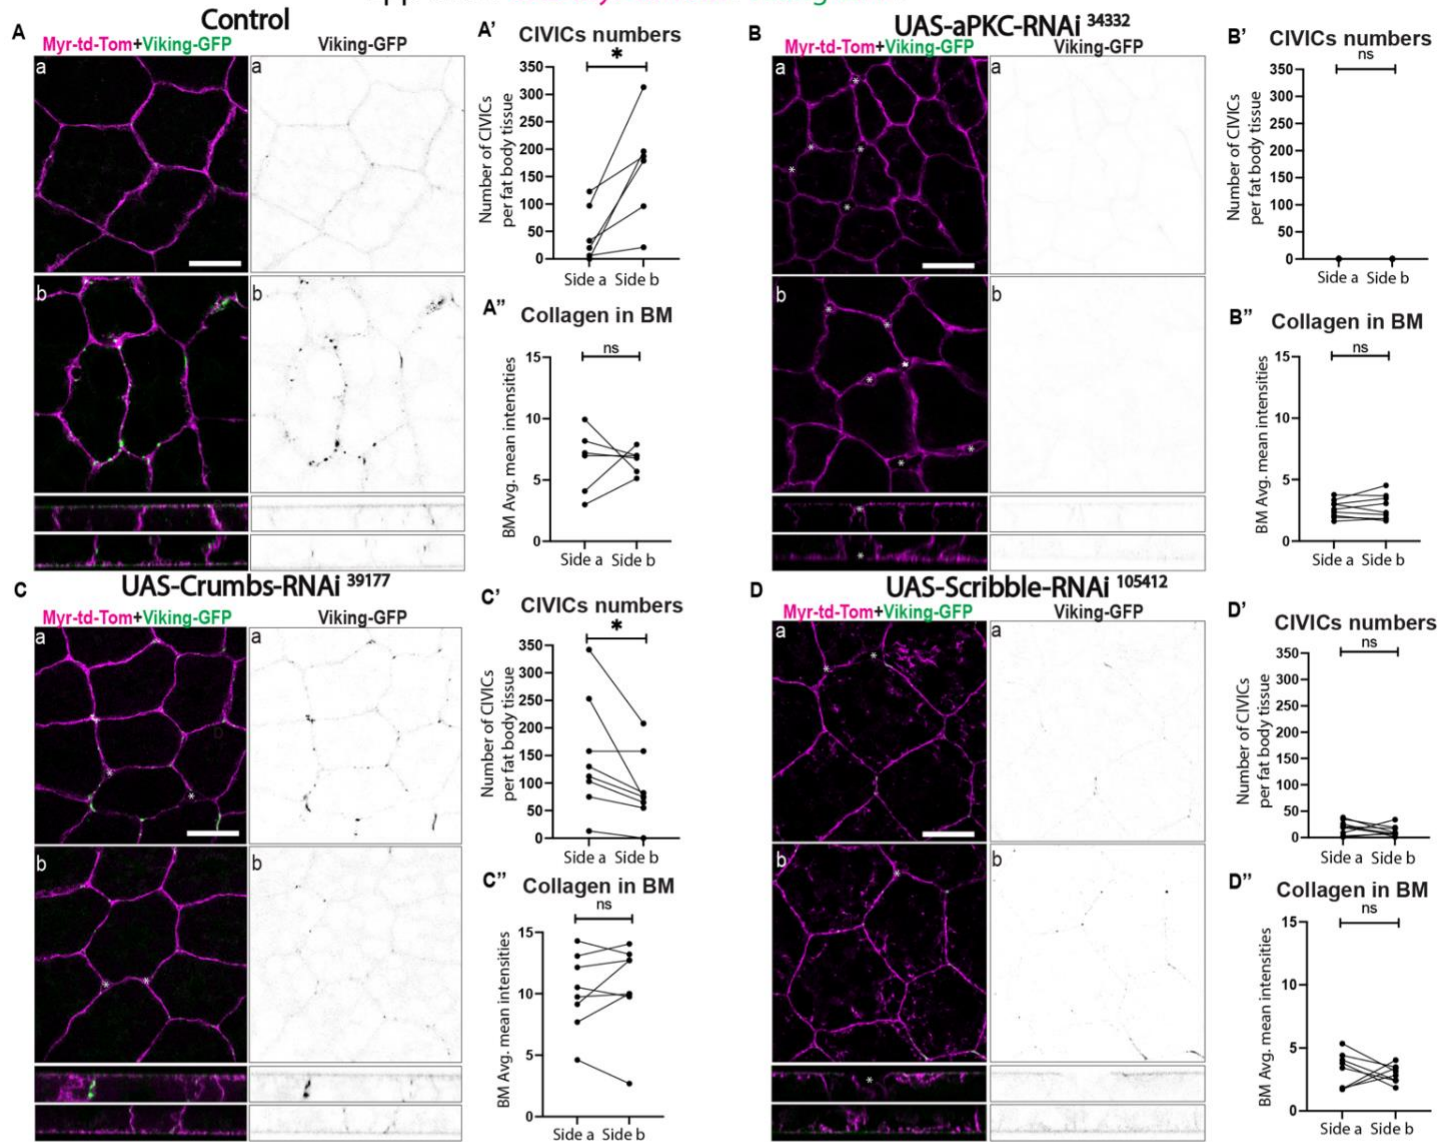 Control
A
Myr-td-Tom+Viking-GFP
Viking-GFP
a
a
b
b
A'
CIVICs numbers
*
Number of CIVICs
per fat body tissue
350
300
250
200
150
100
50
0
Side a
Side b
A''
Collagen in BM
ns
BM Avg. mean intensities
15
10
5
0
Side a
Side b
UAS-aPKC-RNAi 34332
B
Myr-td-Tom+Viking-GFP
Viking-GFP
a
a
b
b
B'
CIVICs numbers
ns
Number of CIVICs
per fat body tissue
350
300
250
200
150
100
50
0
Side a
Side b
B''
Collagen in BM
ns
BM Avg. mean intensities
15
10
5
0
Side a
Side b
UAS-Crumbs-RNAi 39177
C
Myr-td-Tom+Viking-GFP
Viking-GFP
a
a
b
b
C'
CIVICs numbers
*
Number of CIVICs
per fat body tissue
350
300
250
200
150
100
50
0
Side a
Side b
C''
Collagen in BM
ns
BM Avg. mean intensities
15
10
5
0
Side a
Side b
UAS-Scribble-RNAi 105412
D
Myr-td-Tom+Viking-GFP
Viking-GFP
a
a
b
b
D'
CIVICs numbers
ns
Number of CIVICs
per fat body tissue
350
300
250
200
150
100
50
0
Side a
Side b
D''
Collagen in BM
ns
BM Avg. mean intensities
15
10
5
0
Side a
Side b